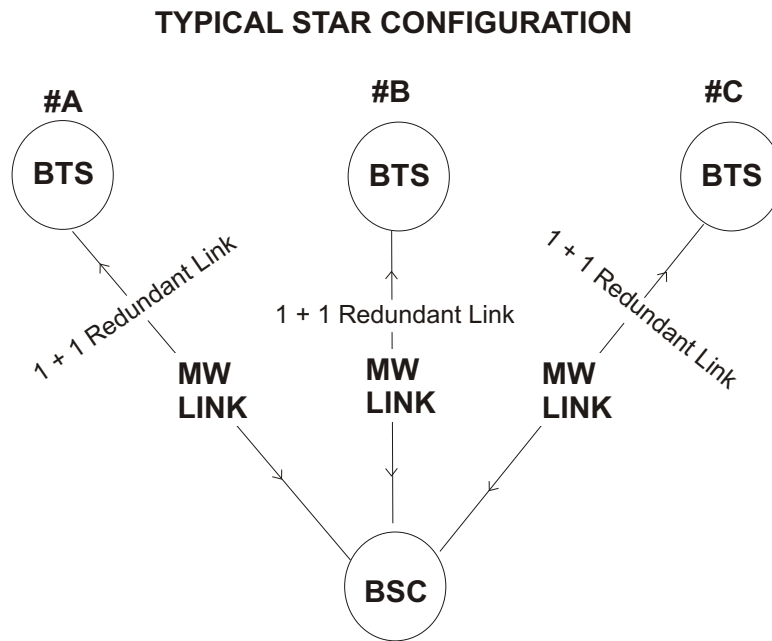 TYPICAL STAR CONFIGURATION
#A
#B
#C
BTS
BTS
BTS
1 + 1 Redundant Link
1 + 1 Redundant Link
1 + 1 Redundant Link
MW
LINK
MW
LINK
MW
LINK
BSC